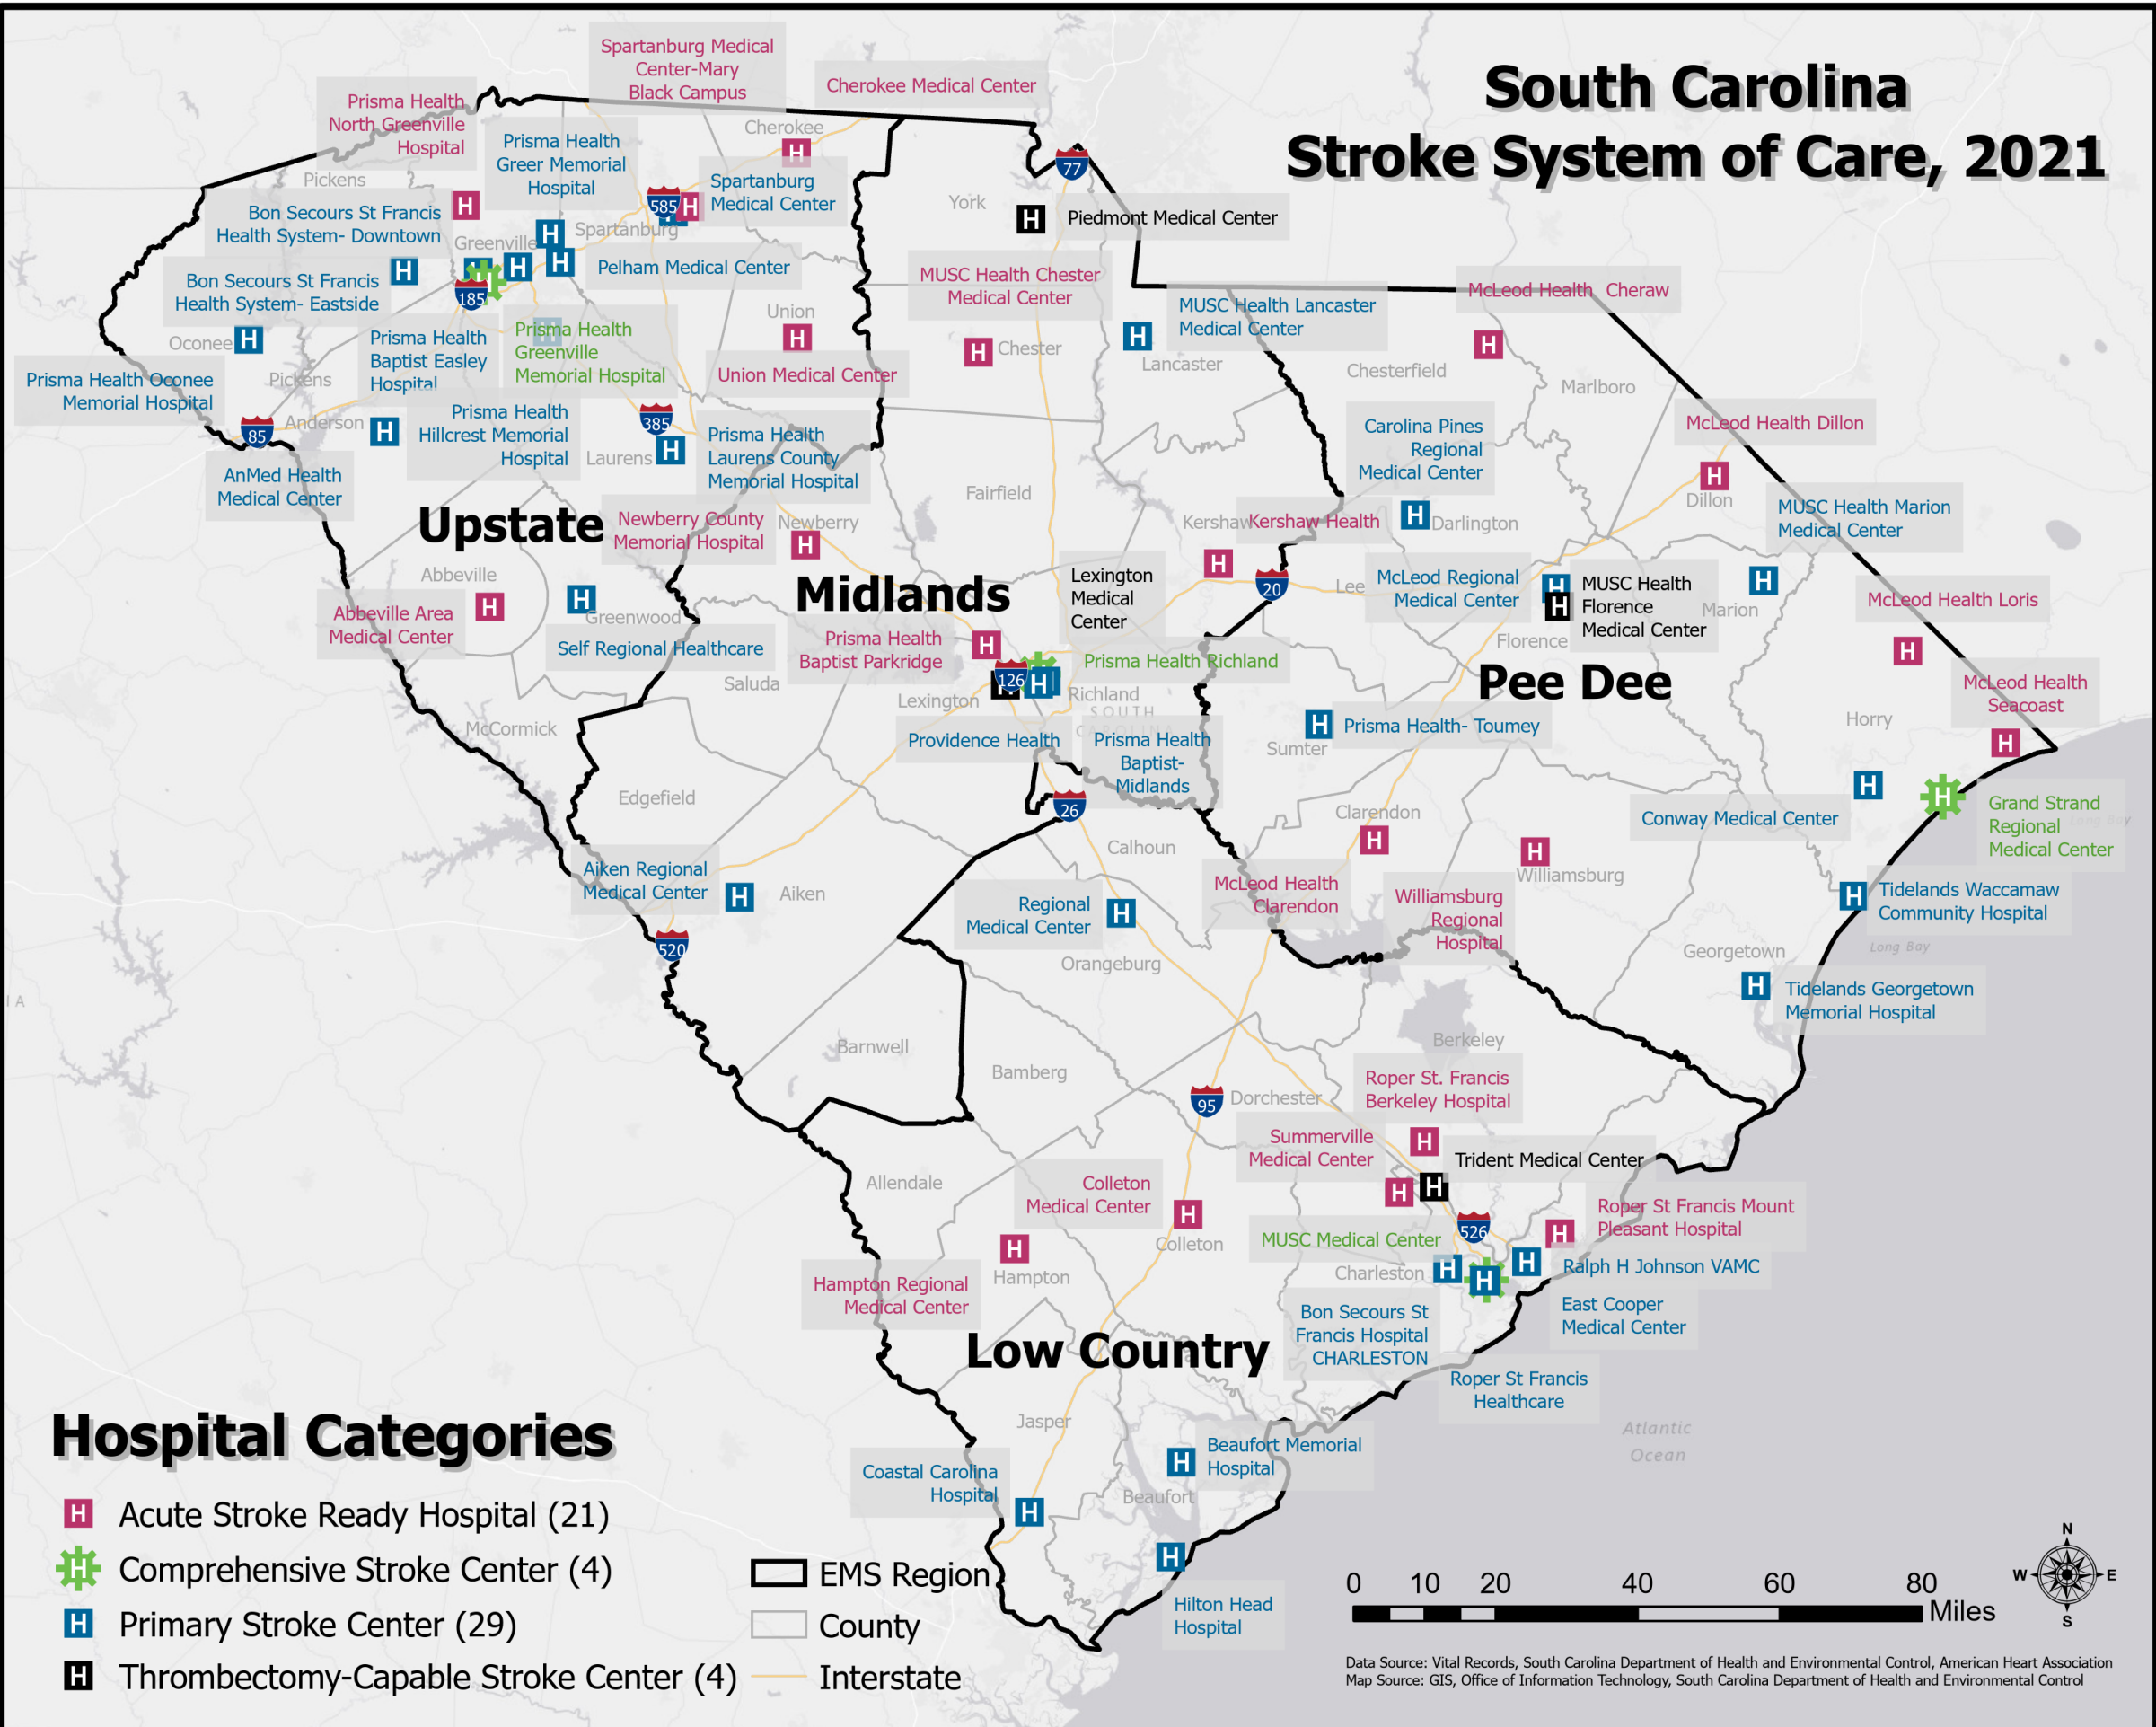 South Carolina
Stroke System of Care, 2021
Spartanburg Medical
Center-Mary
Black Campus
Cherokee Medical Center
Prisma Health
North Greenville
Hospital
Prisma Health
Greer Memorial
Hospital
Cherokee
77
Pickens
Spartanburg
Medical Center
585
York
Piedmont Medical Center
Bon Secours St Francis
Health System- Downtown
Greenville
Spartanburg
Pelham Medical Center
Bon Secours St Francis
Health System- Eastside
185
MUSC Health Chester
Medical Center
McLeod Health Cheraw
MUSC Health Lancaster
Medical Center
Union
Oconee
Prisma Health
Baptist Easley
Hospital
Prisma Health
Greenville
Memorial Hospital
Chester
Lancaster
Union Medical Center
Chesterfield
Marlboro
Prisma Health Oconee
Memorial Hospital
Pickens
Anderson
85
Prisma Health
Hillcrest Memorial
Hospital
385
Laurens
Prisma Health
Laurens County
Memorial Hospital
Carolina Pines
Regional
Medical Center
McLeod Health Dillon
AnMed Health
Medical Center
Fairfield
Dillon
MUSC Health Marion
Medical Center
Upstate
Newberry County
Memorial Hospital
Newberry
Kershaw
Kershaw Health
Darlington
Abbeville
Midlands
Lexington
Medical
Center
20
Lee
McLeod Regional
Medical Center
MUSC Health
Florence
Medical Center
Marion
McLeod Health Loris
Abbeville Area
Medical Center
Greenwood
Self Regional Healthcare
Prisma Health
Baptist Parkridge
Prisma Health Richland
126
Florence
Pee Dee
McLeod Health
Seacoast
Saluda
Lexington
Richland
SOUTH
McCormick
Providence Health
Prisma Health
Baptist-
Midlands
Sumter
Prisma Health- Toumey
Horry
Edgefield
26
Clarendon
Conway Medical Center
Grand Strand
Regional
Medical Center
Long Bay
Calhoun
Williamsburg
Aiken Regional
Medical Center
Aiken
Regional
Medical Center
McLeod Health
Clarendon
Williamsburg
Regional
Hospital
Tidelands Waccamaw
Community Hospital
520
Orangeburg
Georgetown
Long Bay
Tidelands Georgetown
Memorial Hospital
I A
Barnwell
Bamberg
Berkeley
95
Dorchester
Roper St. Francis
Berkeley Hospital
Summerville
Medical Center
Trident Medical Center
Allendale
Colleton
Medical Center
Colleton
Roper St Francis Mount
Pleasant Hospital
MUSC Medical Center
526
Hampton Regional
Medical Center
Hampton
Charleston
Ralph H Johnson VAMC
Bon Secours St
Francis Hospital
CHARLESTON
East Cooper
Medical Center
Low Country
Roper St Francis
Healthcare
Jasper
Atlantic
Ocean
Coastal Carolina
Hospital
Beaufort Memorial
Hospital
Beaufort
Hilton Head
Hospital
Hospital Categories
H Acute Stroke Ready Hospital (21)
H Comprehensive Stroke Center (4)
H Primary Stroke Center (29)
H Thrombectomy-Capable Stroke Center (4)
EMS Region
County
Interstate
0 10 20 40 60 80
Miles
N
W E
S
Data Source: Vital Records, South Carolina Department of Health and Environmental Control, American Heart Association
Map Source: GIS, Office of Information Technology, South Carolina Department of Health and Environmental Control